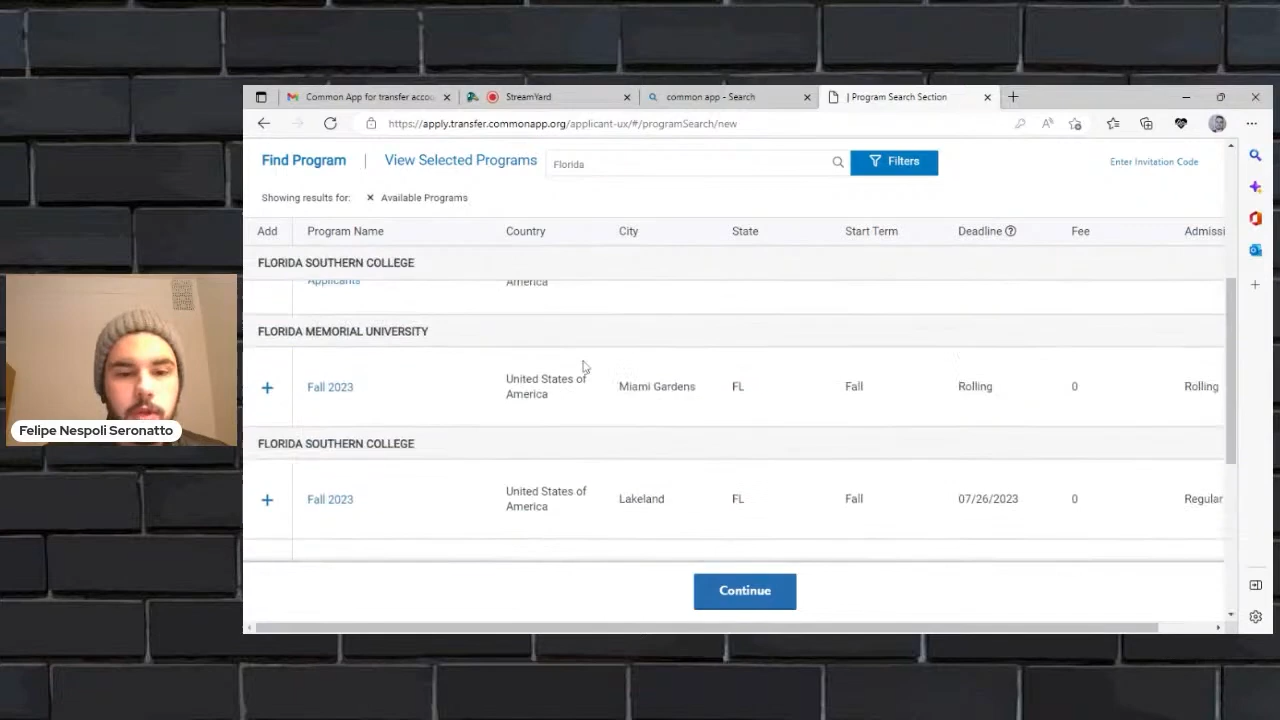 Common App for transfer accou
StreamYard
common app - Search
| Program Search Section
https://apply.transfer.commonapp.org/applicant-ux/#/programSearch/new
Find Program | View Selected Programs
Florida
Filters
Enter Invitation Code
Showing results for: × Available Programs
Add Program Name Country City State Start Term Deadline Fee Admissi
FLORIDA SOUTHERN COLLEGE
Applicants America
FLORIDA MEMORIAL UNIVERSITY
+ Fall 2023 United States of America Miami Gardens FL Fall Rolling 0 Rolling
FLORIDA SOUTHERN COLLEGE
+ Fall 2023 United States of America Lakeland FL Fall 07/26/2023 0 Regular
Continue
Felipe Nespoli Seronatto